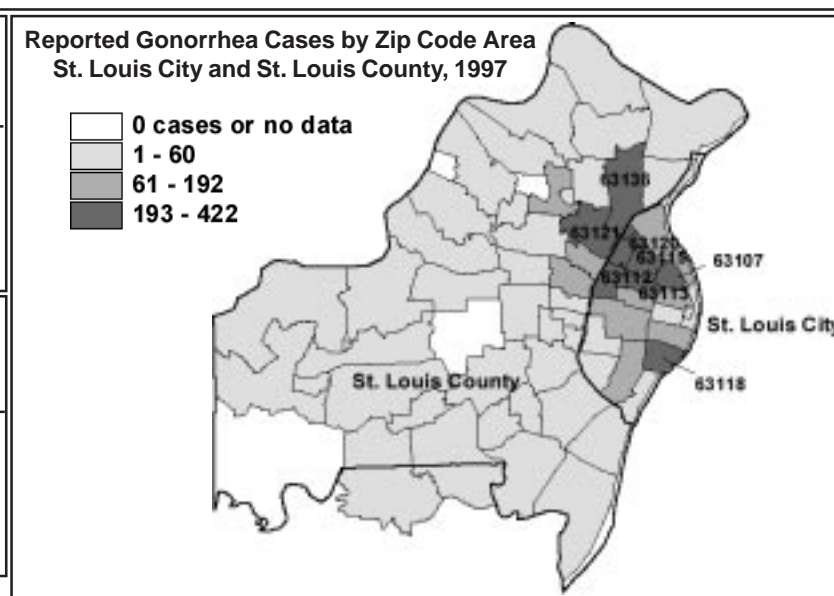 Reported Gonorrhea Cases by Zip Code Area
St. Louis City and St. Louis County, 1997
0 cases or no data
1 - 60
61 - 192
193 - 422
63136
63121
63120
63115
63107
63112
63113
St. Louis City
St. Louis County
63118